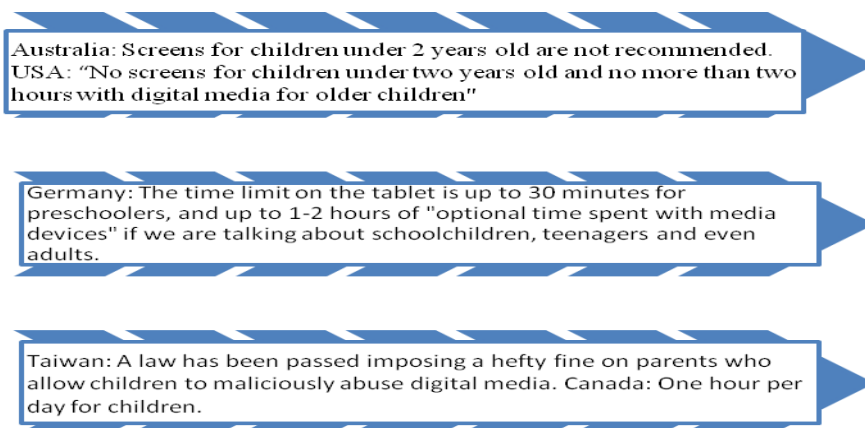 Australia: Screens for children under 2 years old are not recommended.
USA: “No screens for children under two years old and no more than two
hours with digital media for older children"
Germany: The time limit on the tablet is up to 30 minutes for
preschoolers, and up to 1-2 hours of "optional time spent with media
devices" if we are talking about schoolchildren, teenagers and even
adults.
Taiwan: A law has been passed imposing a hefty fine on parents who
allow children to maliciously abuse digital media. Canada: One hour per
day for children.